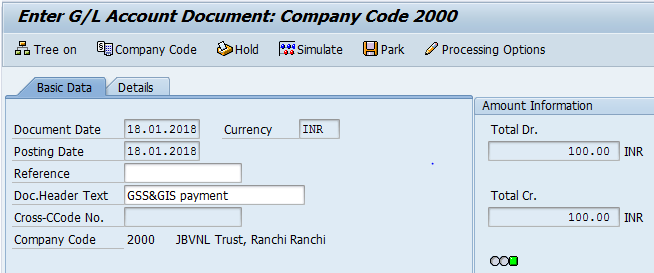 Enter G/L Account Document: Company Code 2000
Tree on Company Code Hold Simulate Park Processing Options
Basic Data Details
Amount Information
Document Date 18.01.2018 Currency INR
Total Dr.
Posting Date 18.01.2018
100.00 INR
Reference
Doc.Header Text GSS&GIS payment
Total Cr.
Cross-CCode No.
100.00 INR
Company Code 2000 JBVNL Trust, Ranchi Ranchi